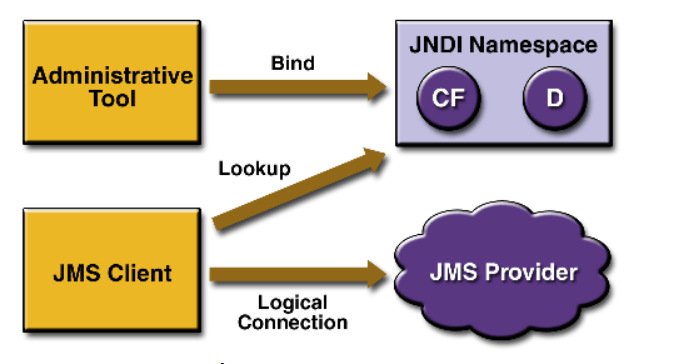 Administrative
Tool
Bind
JNDI Namespace
CF
D
Lookup
JMS Client
Logical
Connection
JMS Provider